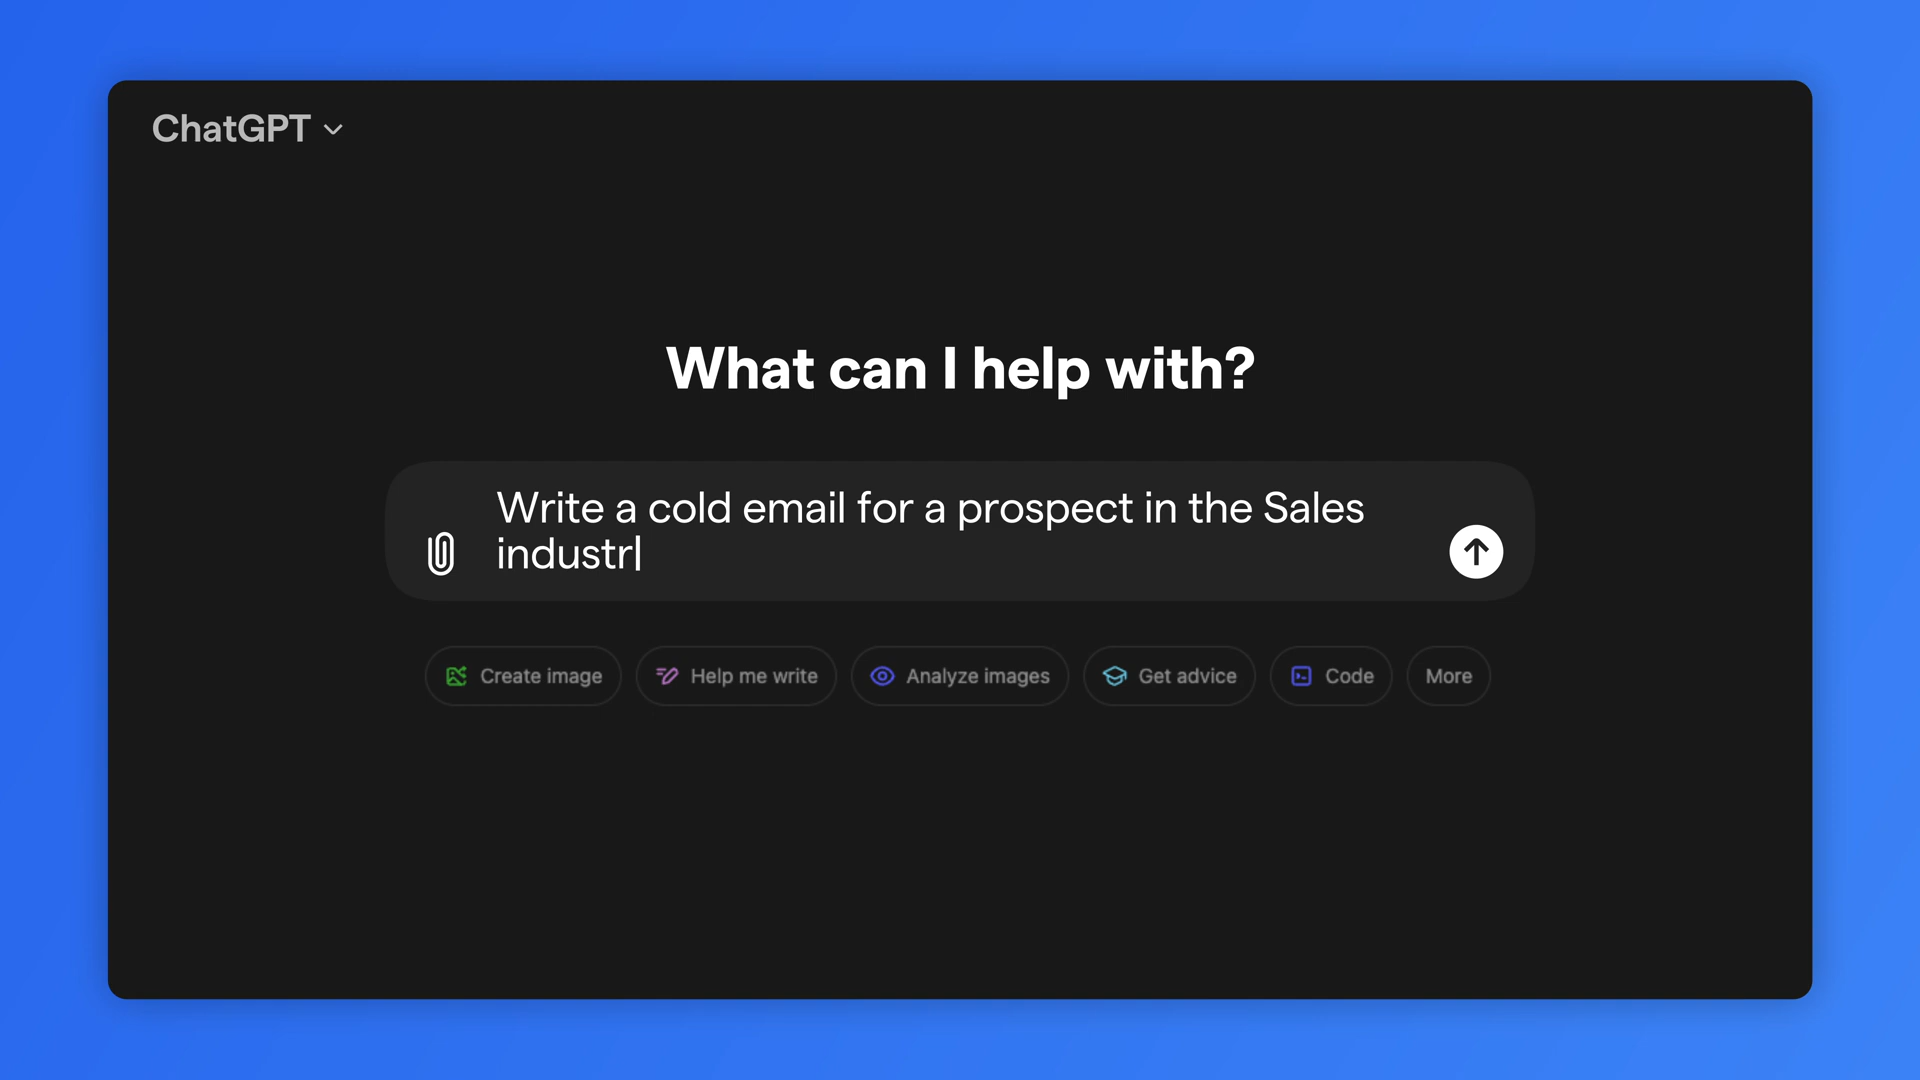 ChatGPT
What can I help with?
Write a cold email for a prospect in the Sales
industr
Create image
Help me write
Analyze images
Get advice
Code
More